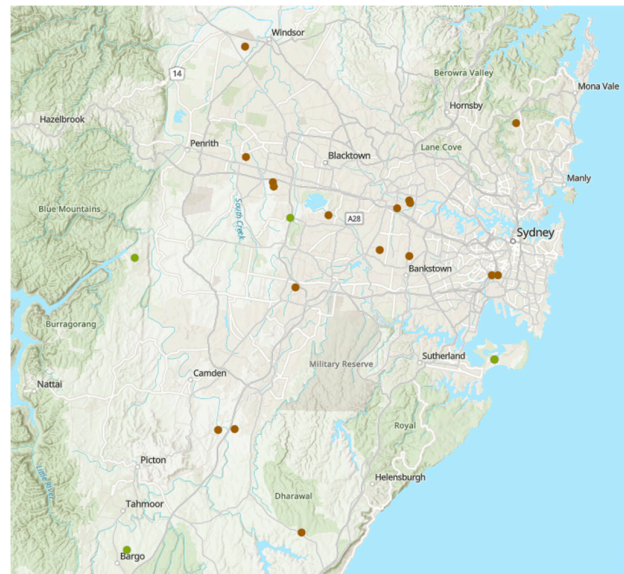 Windsor
14
Berowra Valley
Mona Vale
Hornsby
Hazelbrook
Penrith
Lane Cove
Blacktown
Manly
Blue Mountains
South Creek
A28
Sydney
Bankstown
Burragorang
Military Reserve
Sutherland
Camden
Nattai
Royal
Picton
Helensburgh
Dharawal
Tahmoor
Bargo